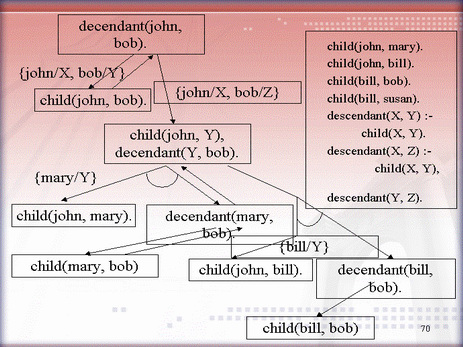 decendant(john,
bob).
{john/X, bob/Y}
child(john, bob).
{john/X, bob/Z}
child(john, Y),
decendant(Y, bob).
{mary/Y}
child(john, mary).
decendant(mary,
bob).
{bill/Y}
child(mary, bob)
child(john, bill).
decendant(bill,
bob).
child(bill, bob)
child(john, mary).
child(john, bill).
child(bill, bob).
child(bill, susan).
descendant(X, Y) :-
child(X, Y).
descendant(X, Z) :-
child(X, Y),
descendant(Y, Z).
70